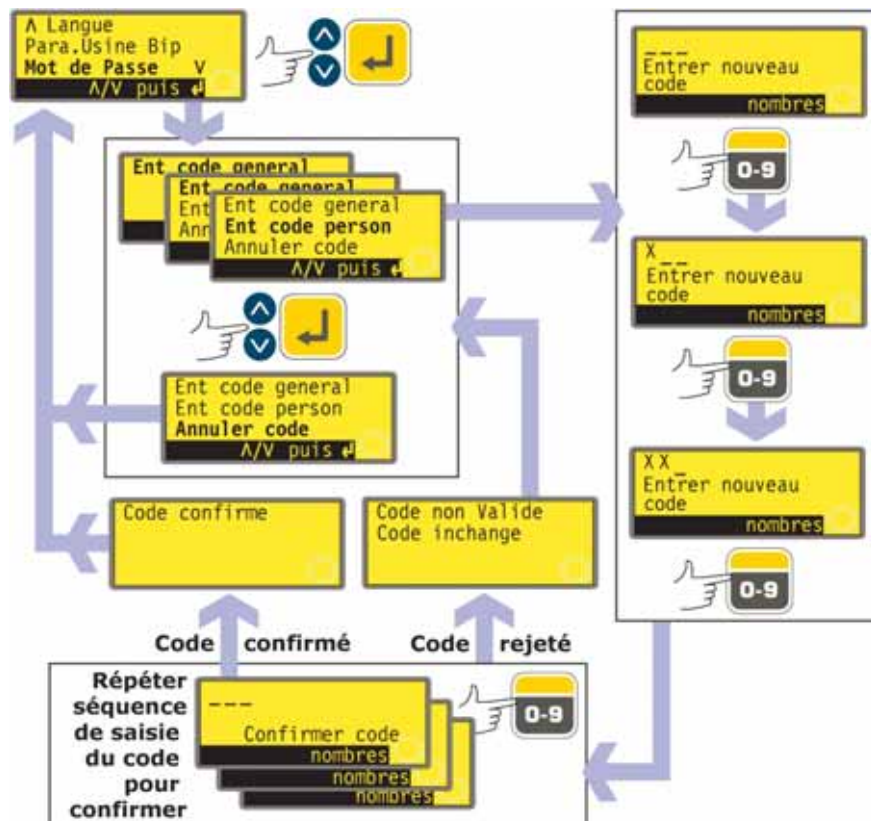 Λ Langue
Para.Usine Bip
Mot de Passe V
Λ/V puis ↲
Ent code general
Ent code general
Ent
Ann
Ent code general
Ent code person
Annuler code
Λ/V puis ↲
Ent code general
Ent code person
Annuler code
Λ/V puis ↲
_ _ _
Entrer nouveau
code
nombres
0-9
X _ _
Entrer nouveau
code
nombres
0-9
X X _
Entrer nouveau
code
nombres
0-9
Code confirme
Code non Valide
Code inchange
Code confirmé
Code rejeté
Répéter
séquence
de saisie
du code
pour
confirmer
_ _ _
Confirmer code
nombres
nombres
nombres
0-9